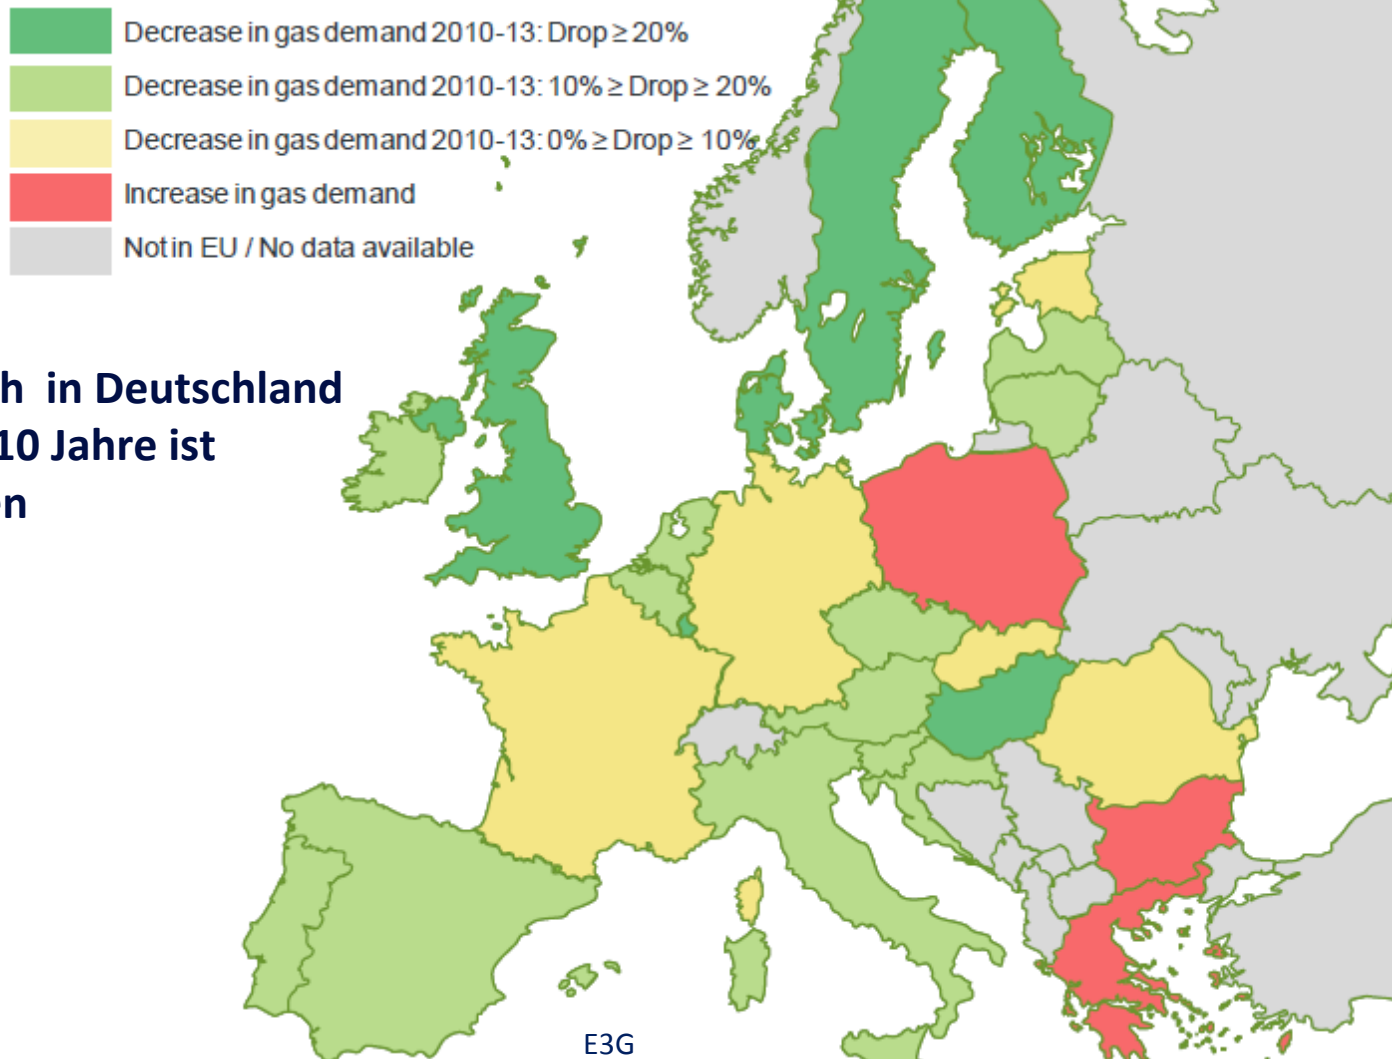 Decrease in gas demand 2010-13: Drop ≥ 20%
Decrease in gas demand 2010-13: 10% ≥ Drop ≥ 20%
Decrease in gas demand 2010-13: 0% ≥ Drop ≥ 10%
Increase in gas demand
Not in EU / No data available
h in Deutschland
10 Jahre ist
n
E3G